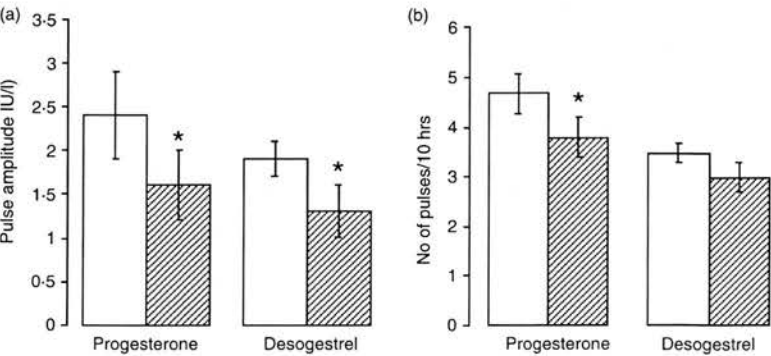 (a)
Pulse amplitude IU/l)
3·5
3
2·5
2
1·5
1
0·5
0
*
*
Progesterone
Desogestrel
(b)
No of pulses/10 hrs
6
5
4
3
2
1
0
*
Progesterone
Desogestrel